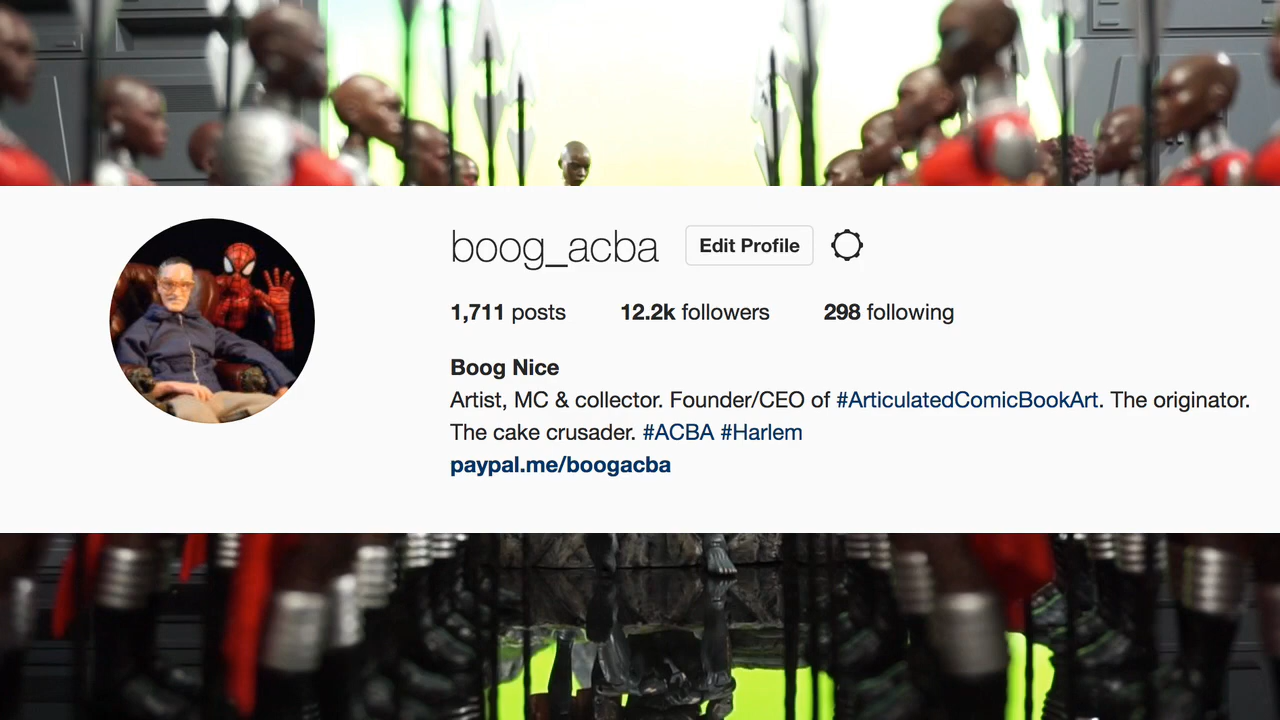 boog_acba Edit Profile
1,711 posts 12.2k followers 298 following
Boog Nice
Artist, MC & collector. Founder/CEO of #ArticulatedComicBookArt. The originator.
The cake crusader. #ACBA #Harlem
paypal.me/boogacba